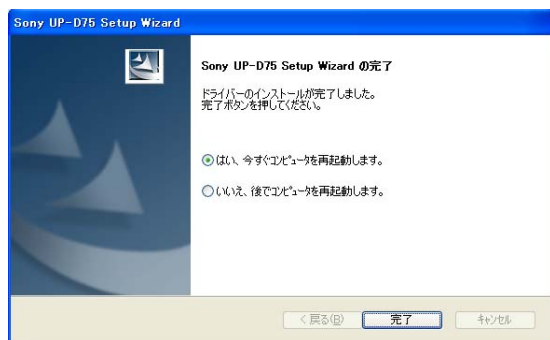 Sony UP-D75 Setup Wizard
Sony UP-D75 Setup Wizard の完了
ドライバーのインストールが完了しました。
完了ボタンを押してください。
はい、今すぐコンピュータを再起動します。
いいえ、後でコンピュータを再起動します。
< 戻る(B)
完了
キャンセル